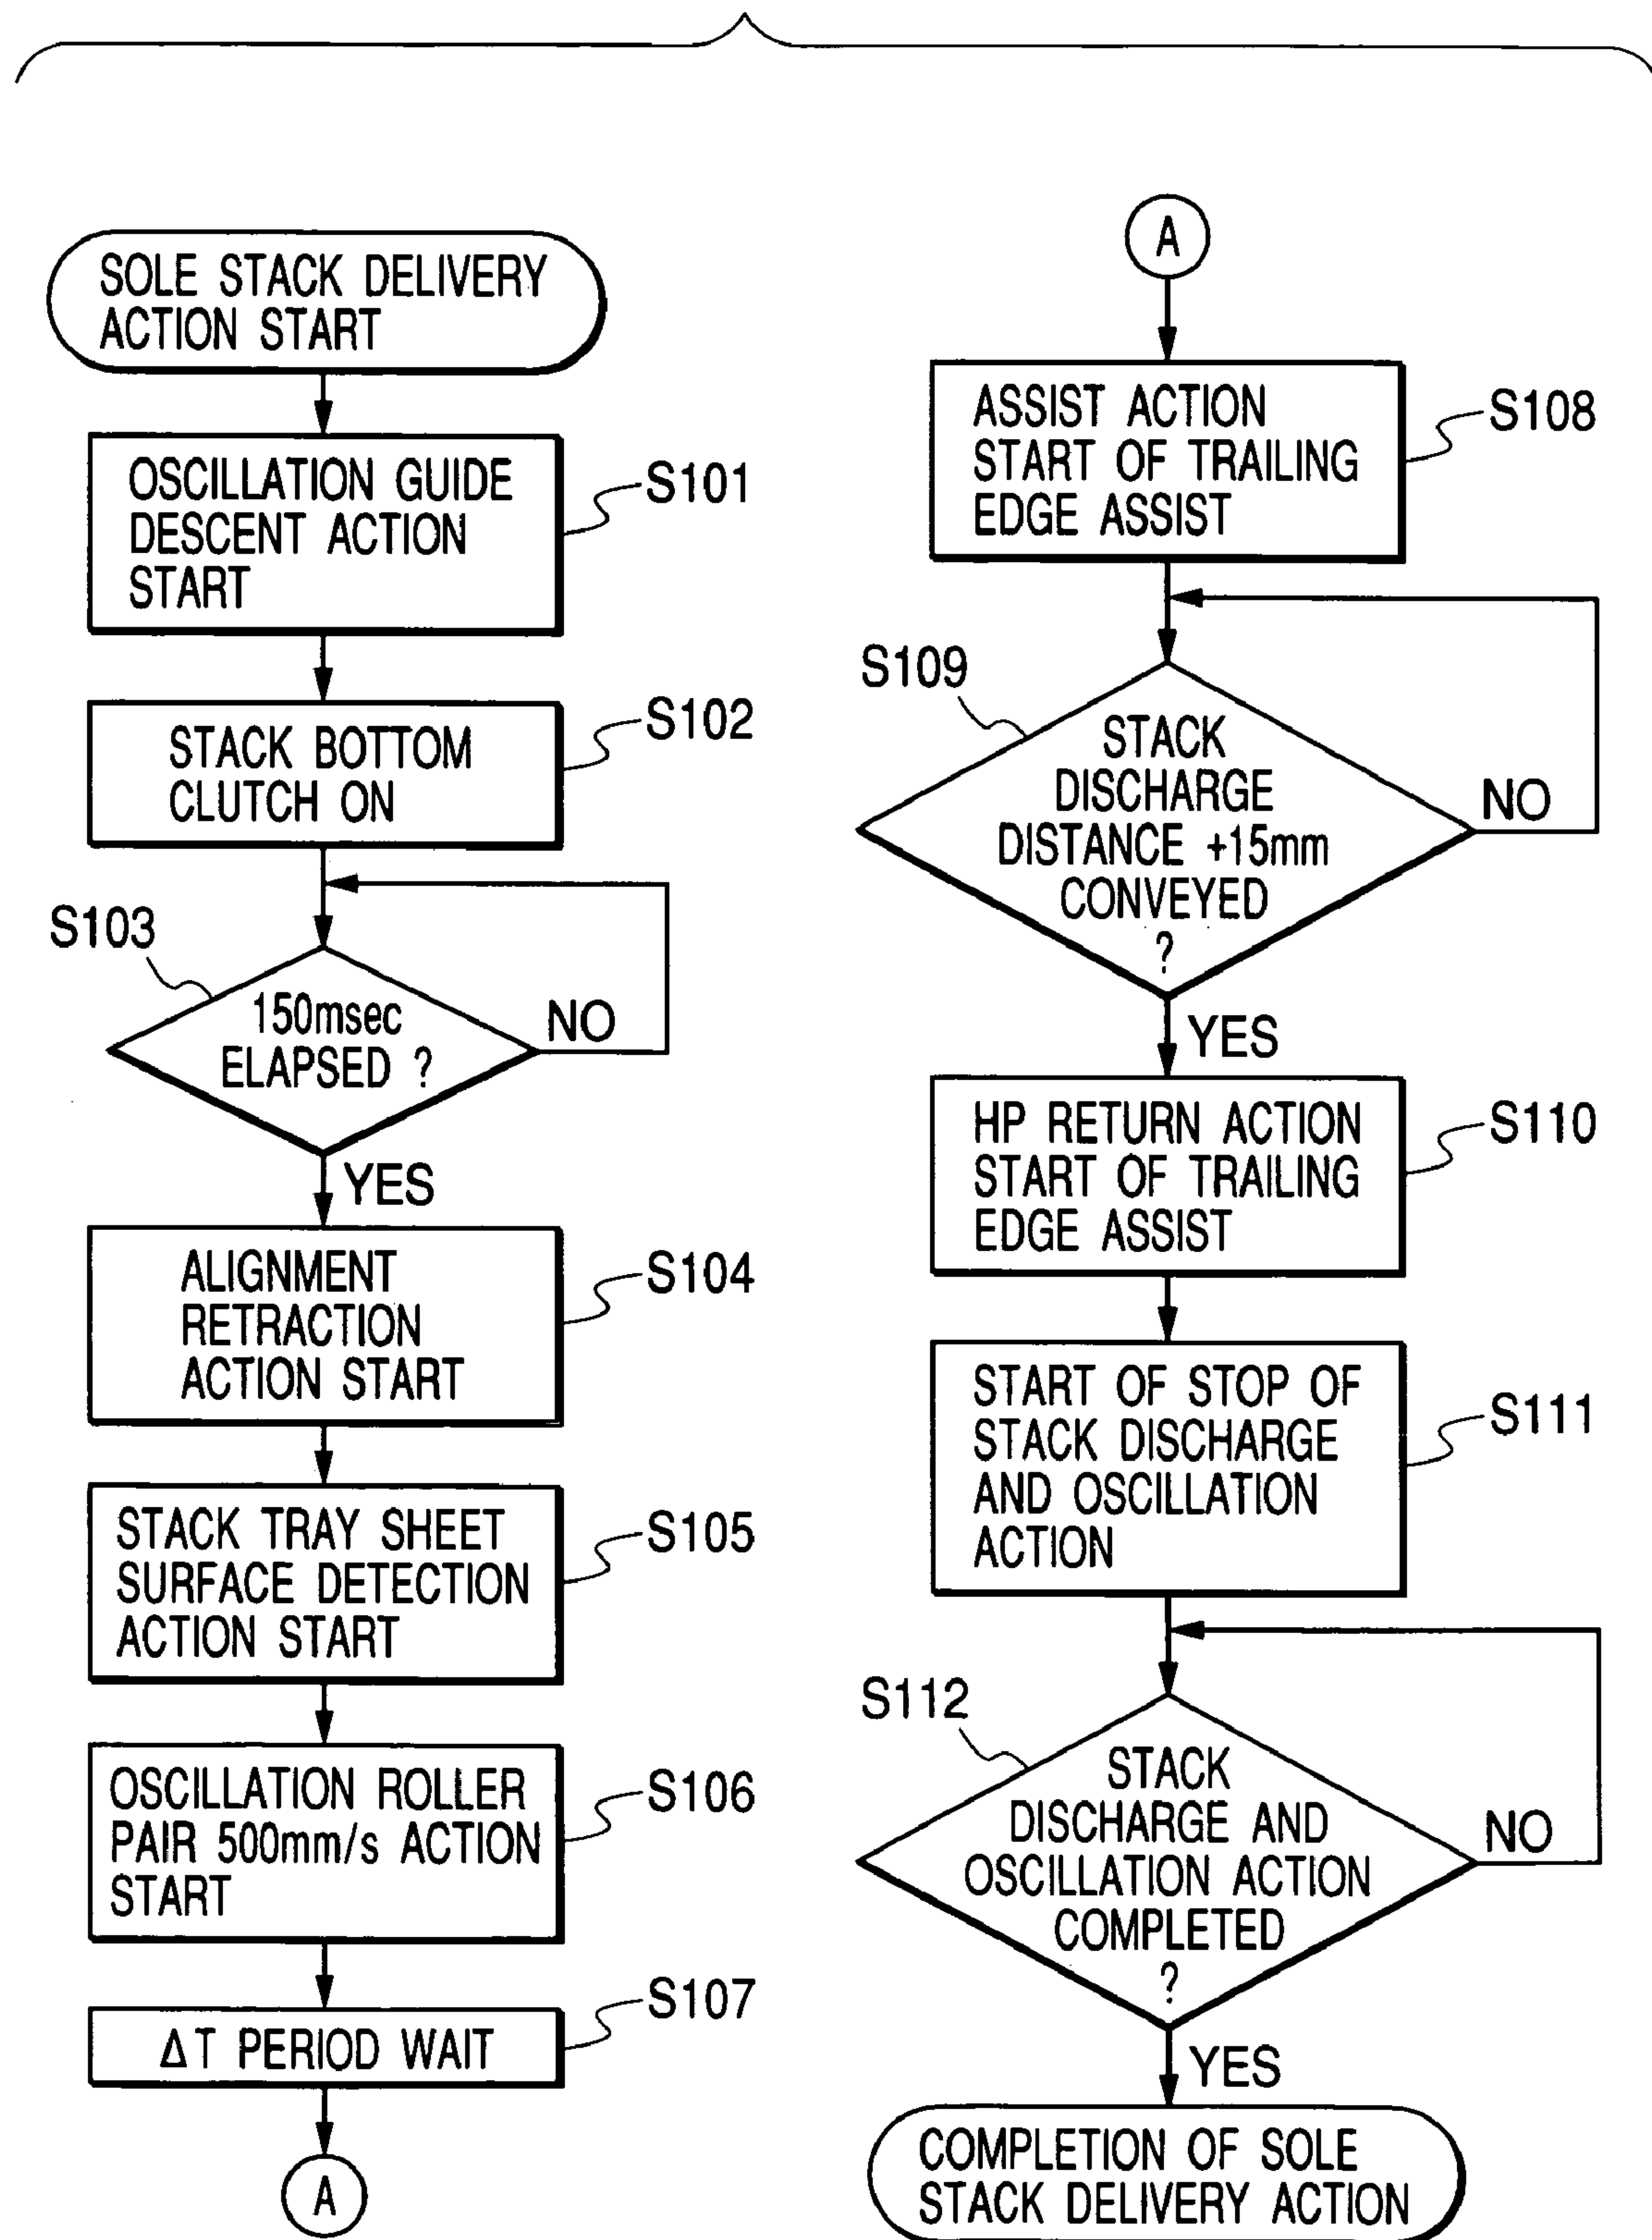 SOLE STACK DELIVERY
ACTION START
OSCILLATION GUIDE
DESCENT ACTION
START
S101
STACK BOTTOM
CLUTCH ON
S102
S103
150msec
ELAPSED ?
NO
YES
ALIGNMENT
RETRACTION
ACTION START
S104
STACK TRAY SHEET
SURFACE DETECTION
ACTION START
S105
OSCILLATION ROLLER
PAIR 500mm/s ACTION
START
S106
ΔT PERIOD WAIT
S107
A
A
ASSIST ACTION
START OF TRAILING
EDGE ASSIST
S108
S109
STACK
DISCHARGE
DISTANCE +15mm
CONVEYED
?
NO
YES
HP RETURN ACTION
START OF TRAILING
EDGE ASSIST
S110
START OF STOP OF
STACK DISCHARGE
AND OSCILLATION
ACTION
S111
S112
STACK
DISCHARGE AND
OSCILLATION ACTION
COMPLETED
?
NO
YES
COMPLETION OF SOLE
STACK DELIVERY ACTION